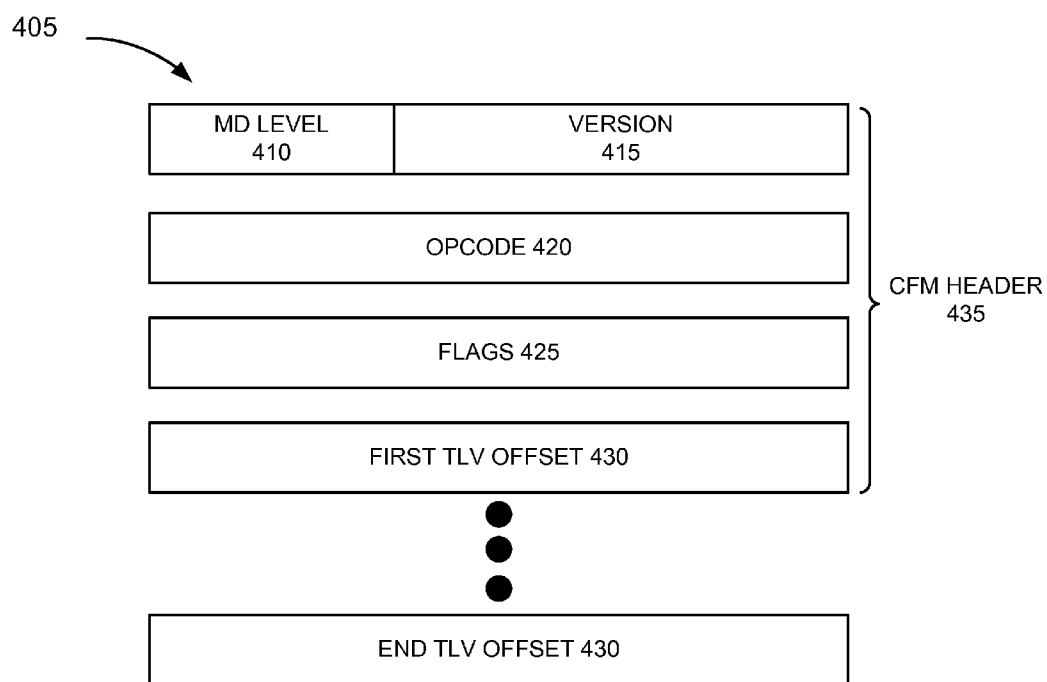 405
MD LEVEL
410
VERSION
415
OPCODE 420
FLAGS 425
FIRST TLV OFFSET 430
CFM HEADER
435
END TLV OFFSET 430